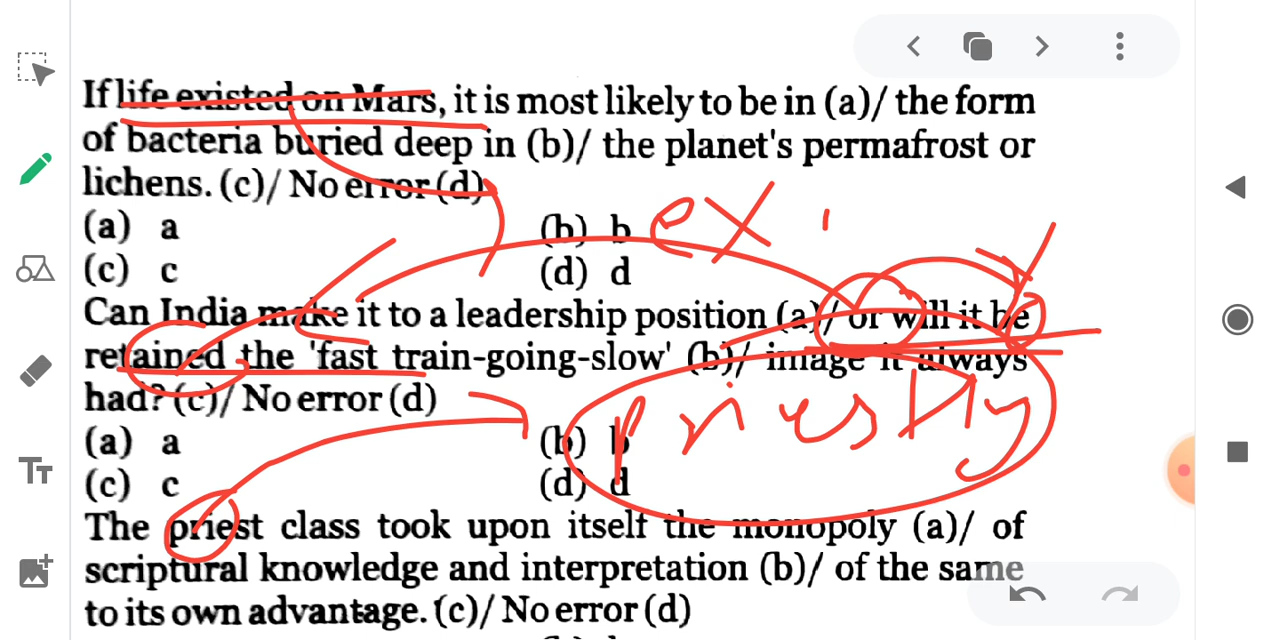 If life existed on Mars, it is most likely to be in (a)/ the form
of bacteria buried deep in (b)/ the planet's permafrost or
lichens. (c)/ No error (d)
(a) a (b) b ex
(c) c (d) d
Can India make it to a leadership position (a)/ or will it be
retained the 'fast train-going-slow' (b)/ image it always
had? (c)/ No error (d)
(a) a (b) b priestly
(c) c (d) d
The priest class took upon itself the monopoly (a)/ of
scriptural knowledge and interpretation (b)/ of the same
to its own advantage. (c)/ No error (d)
Tт